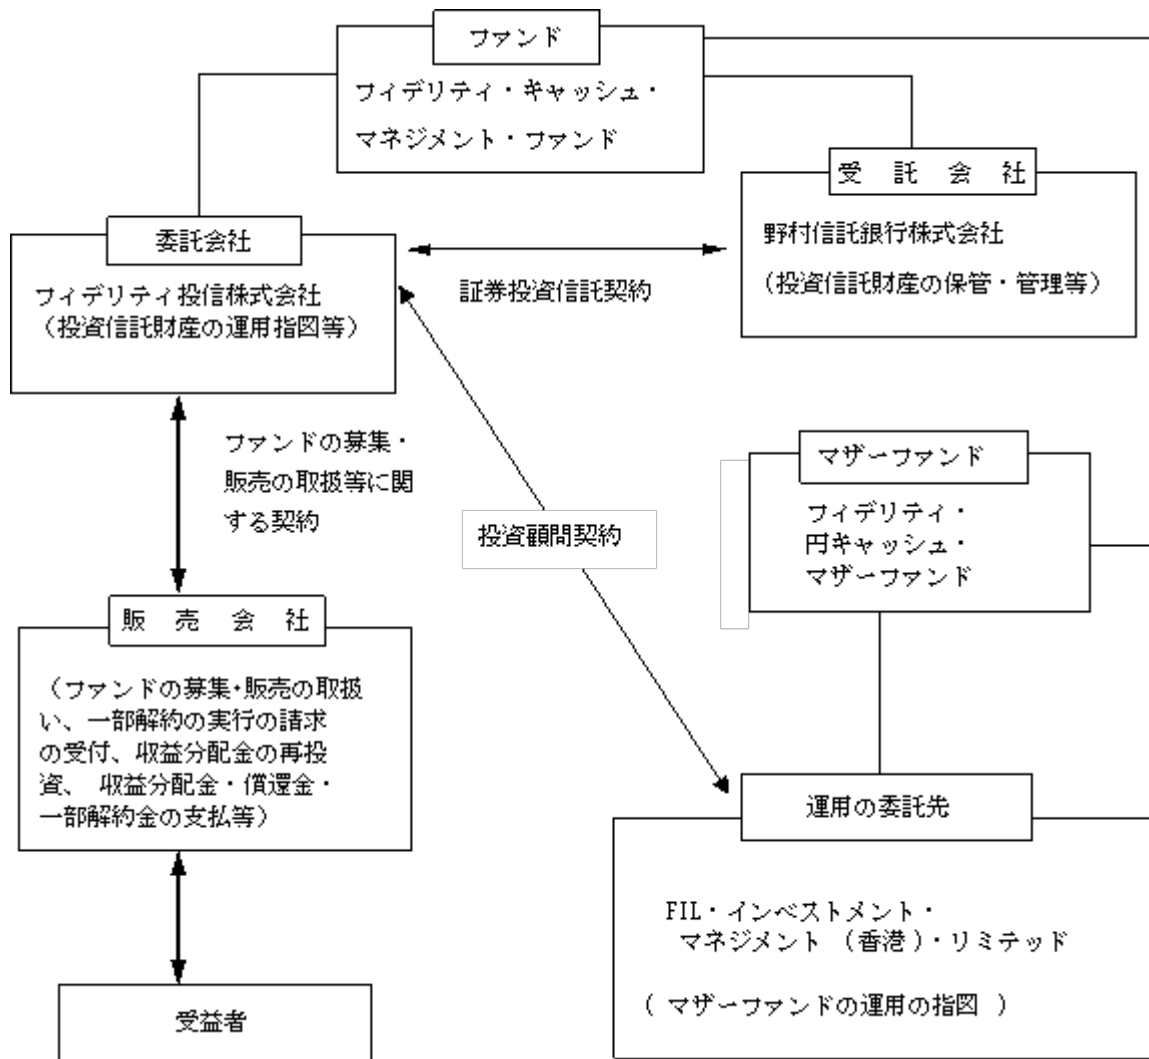 ファンド
フィデリティ・キャッシュ・
マネジメント・ファンド
受託会社
野村信託銀行株式会社
(投資信託財産の保管・管理等)
委託会社
フィデリティ投信株式会社
(投資信託財産の運用指図等)
証券投資信託契約
ファンドの募集・
販売の取扱等に関
する契約
投資顧問契約
マザーファンド
フィデリティ・
円キャッシュ・
マザーファンド
販売会社
(ファンドの募集・販売の取扱
い、一部解約の実行の請求
の受付、収益分配金の再投
資、 収益分配金・償還金・
一部解約金の支払等)
運用の委託先
FIL・インベストメント・
マネジメント (香港)・リミテッド
( マザーファンドの運用の指図 )
受益者